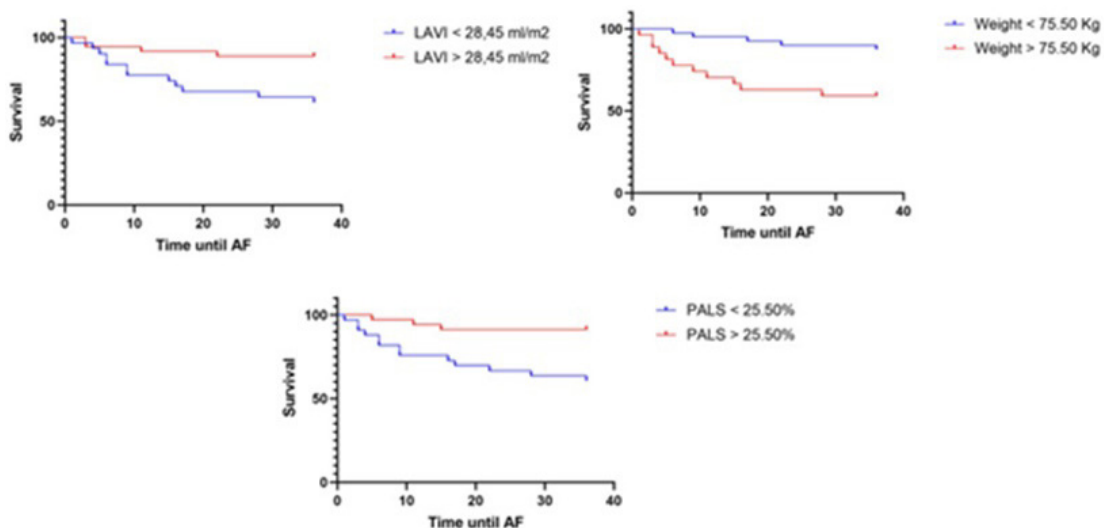 LAVI < 28,45 ml/m2
LAVI > 28,45 ml/m2
100
50
0
Survival
0 10 20 30 40
Time until AF
Weight < 75.50 Kg
Weight > 75.50 Kg
100
50
0
Survival
0 10 20 30 40
Time until AF
PALS < 25.50%
PALS > 25.50%
100
50
0
Survival
0 10 20 30 40
Time until AF